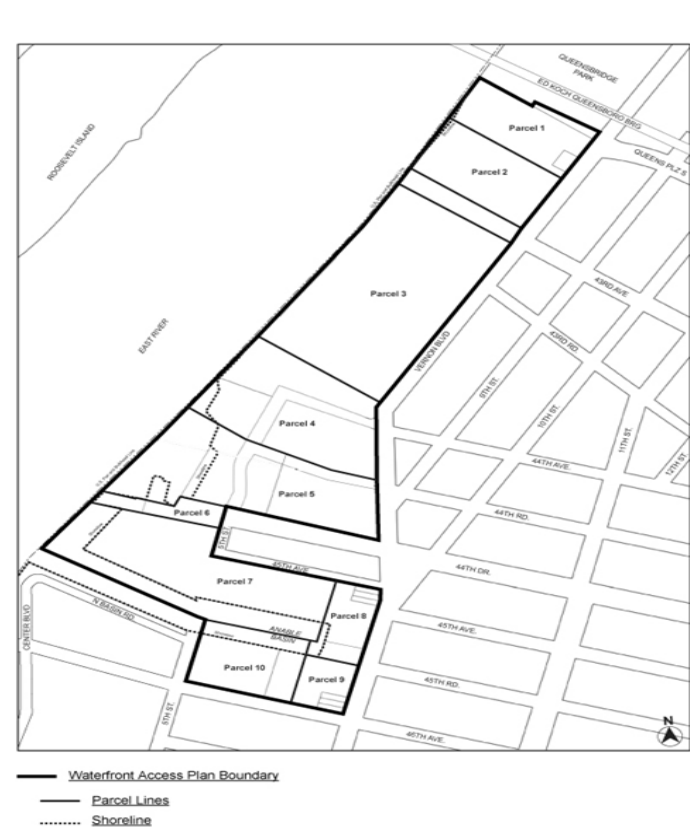 QUEENSBRIDGE
PARK
ED KOCH QUEENSBORO BRG
QUEENS PLZ S
ROOSEVELT ISLAND
Parcel 1
Parcel 2
Parcel 3
43RD AVE
EAST RIVER
VERNON BLVD
43RD RD.
9TH ST.
10TH ST.
11TH ST.
12TH ST.
Parcel 4
44TH AVE.
Parcel 5
Parcel 6
44TH RD.
5TH ST.
45TH AVE
44TH DR.
Parcel 7
CENTER BLVD
N BASIN RD.
Parcel 8
ANABLE
BASIN
45TH AVE.
Parcel 10
Parcel 9
45TH RD.
5TH ST.
46TH AVE.
N
Waterfront Access Plan Boundary
Parcel Lines
Shoreline